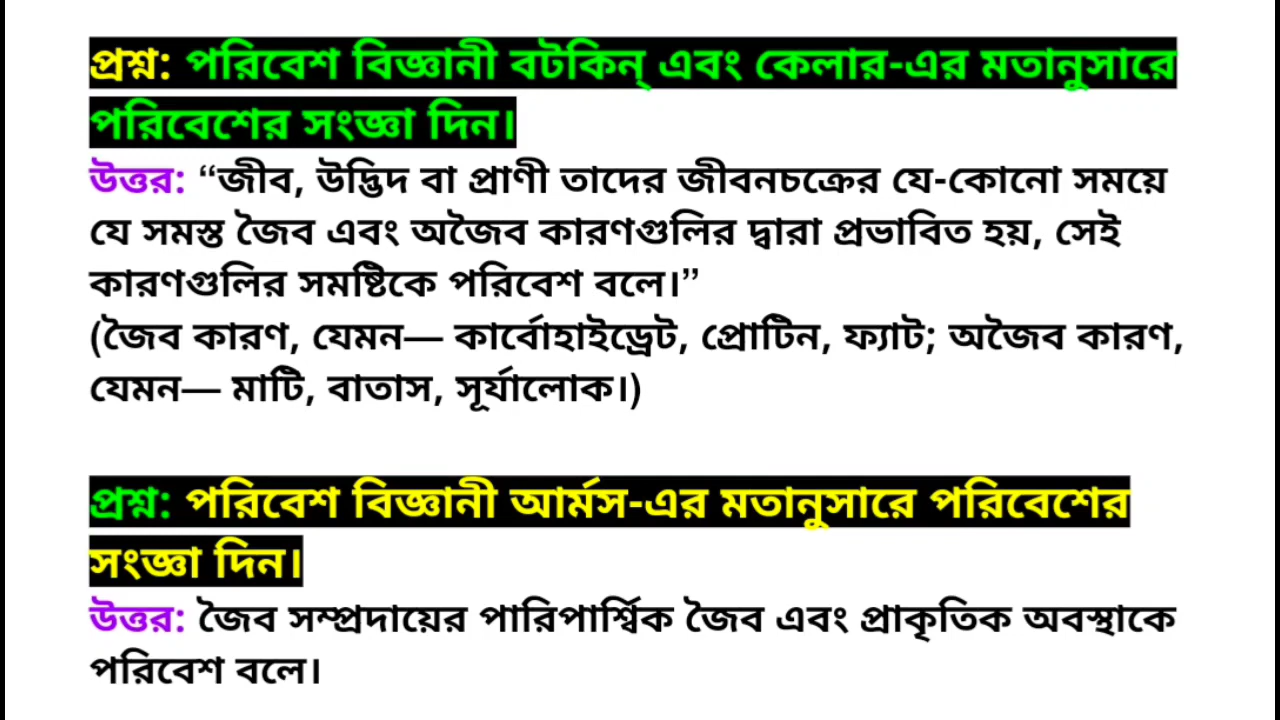 প্রশ্ন: পরিবেশ বিজ্ঞানী বটকিন্ এবং কেলার-এর মতানুসারে
পরিবেশের সংজ্ঞা দিন।
উত্তর: “জীব, উদ্ভিদ বা প্রাণী তাদের জীবনচক্রের যে-কোনো সময়ে
যে সমস্ত জৈব এবং অজৈব কারণগুলির দ্বারা প্রভাবিত হয়, সেই
কারণগুলির সমষ্টিকে পরিবেশ বলে।”
(জৈব কারণ, যেমন— কার্বোহাইড্রেট, প্রোটিন, ফ্যাট; অজৈব কারণ,
যেমন— মাটি, বাতাস, সূর্যালোক।)
প্রশ্ন: পরিবেশ বিজ্ঞানী আর্মস-এর মতানুসারে পরিবেশের
সংজ্ঞা দিন।
উত্তর: জৈব সম্প্রদায়ের পারিপার্শ্বিক জৈব এবং প্রাকৃতিক অবস্থাকে
পরিবেশ বলে।